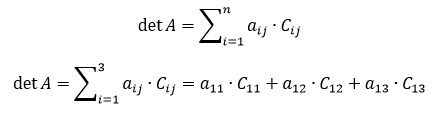 det A = ∑ⁿᵢ₌₁ aᵢⱼ · Cᵢⱼ
det A = ∑³ᵢ₌₁ aᵢⱼ · Cᵢⱼ = a₁₁ · C₁₁ + a₁₂ · C₁₂ + a₁₃ · C₁₃